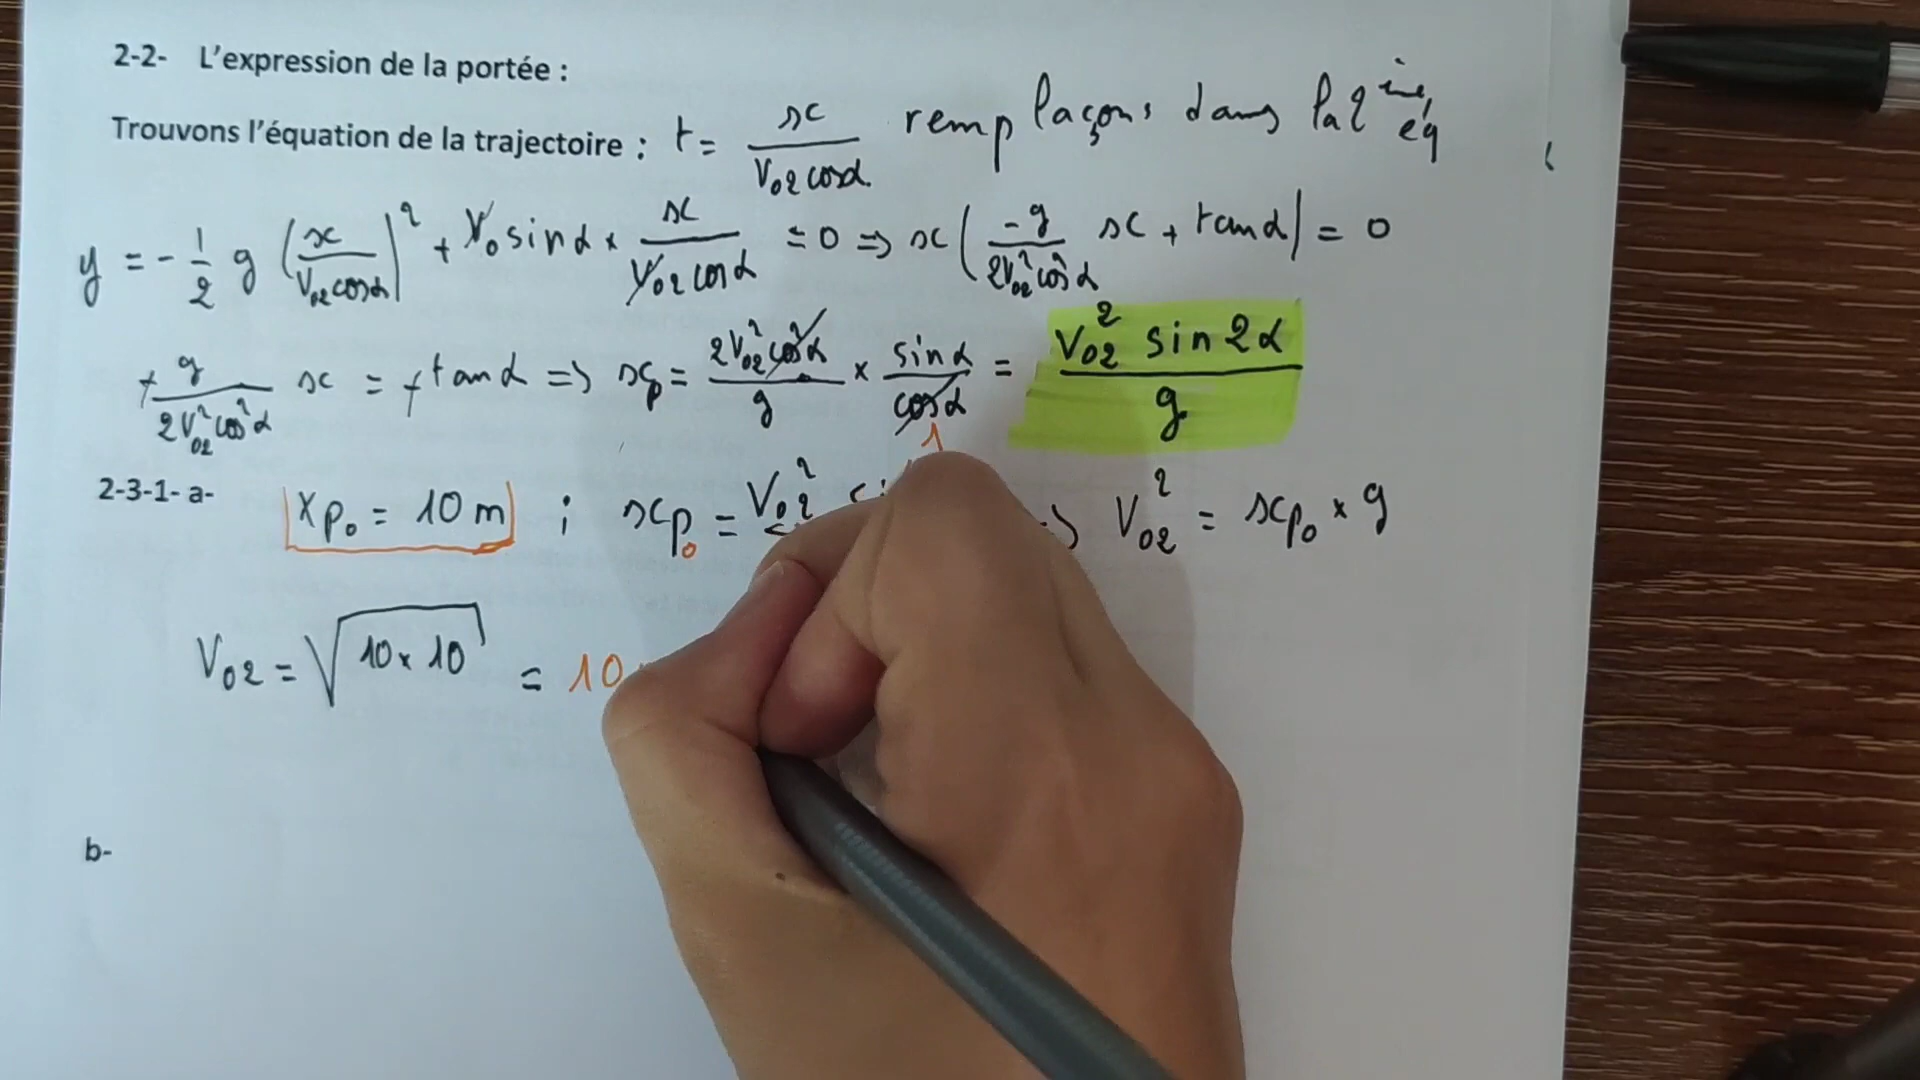 2-2- L'expression de la portée :
Trouvons l'équation de la trajectoire : t = x / (V02 cosα) remplaçons dans la 2ème éq
y = - 1/2 g (x / (V02 cosα))² + V0 sinα × x / (V02 cosα) = 0 => x ( -g / (2V02² cos²α) x + tanα ) = 0
+ g / (2V02² cos²α) x = + tanα => xp = 2V02² cos²α / g × sinα / cosα = V02² sin2α / g
1
2-3-1- a- xp0 = 10 m ; xp0 = V02² => V02² = xp0 × g
V02 = √(10 × 10) = 10
b-